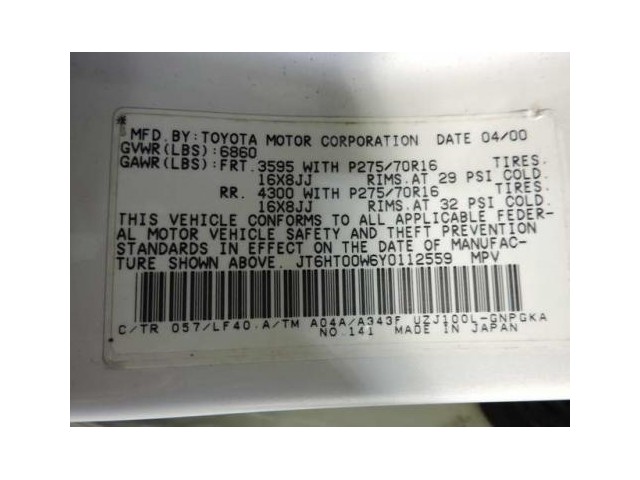 MFD. BY: TOYOTA MOTOR CORPORATION DATE 04/00
GVWR(LBS): 6860
GAWR(LBS): FRT. 3595 WITH P275/70R16 TIRES.
16X8JJ RIMS. AT 29 PSI COLD.
RR. 4300 WITH P275/70R16 TIRES.
16X8JJ RIMS. AT 32 PSI COLD.
THIS VEHICLE CONFORMS TO ALL APPLICABLE FEDER-
AL MOTOR VEHICLE SAFETY AND THEFT PREVENTION
STANDARDS IN EFFECT ON THE DATE OF MANUFAC-
TURE SHOWN ABOVE. JT6HT00W6Y0112559 MPV
C/TR 057/LF40 A/TM A04A/A343F UZJ100L-GNPGKA
NO.141 MADE IN JAPAN